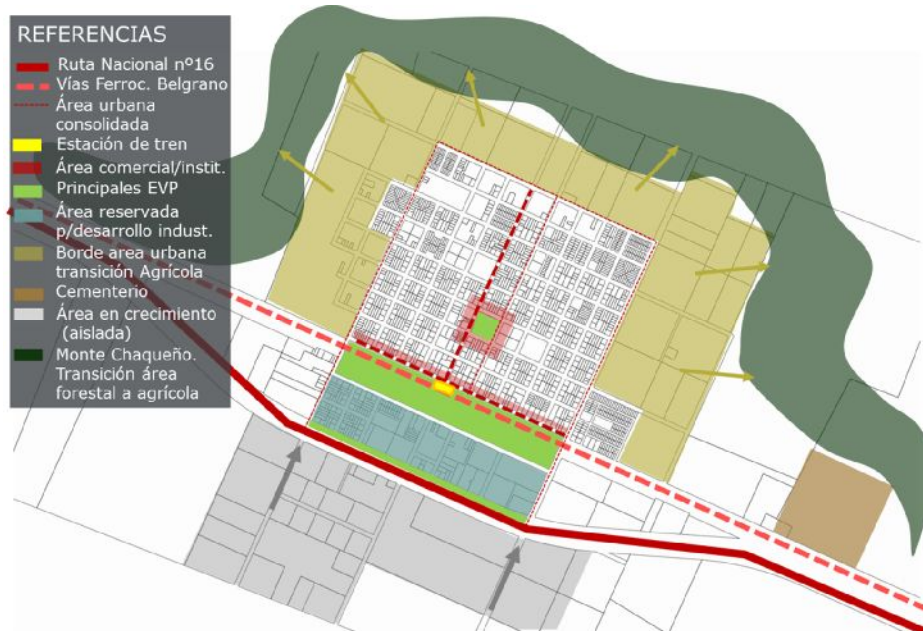 REFERENCIAS
Ruta Nacional nº16
Vías Ferroc. Belgrano
Área urbana
consolidada
Estación de tren
Área comercial/instit.
Principales EVP
Área reservada
p/desarrollo indust.
Borde area urbana
transición Agrícola
Cementerio
Área en crecimiento
(aislada)
Monte Chaqueño.
Transición área
forestal a agrícola